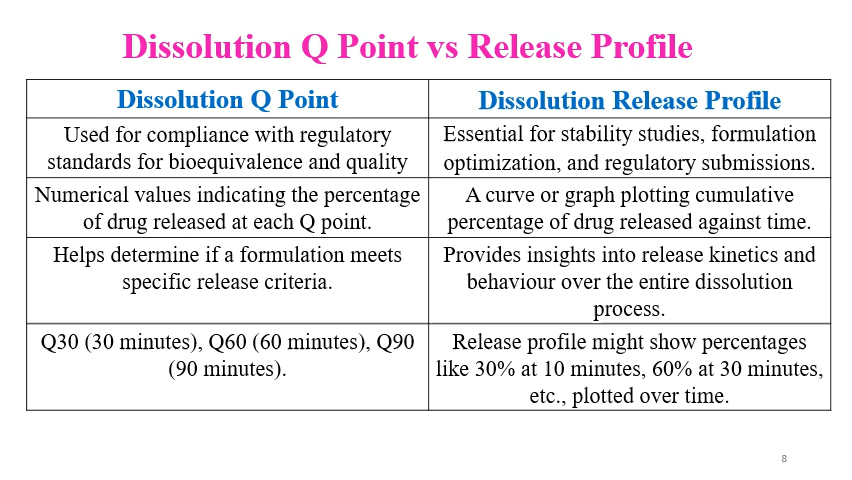 Dissolution Q Point vs Release Profile
Dissolution Q Point
Dissolution Release Profile
Used for compliance with regulatory
standards for bioequivalence and quality
Essential for stability studies, formulation
optimization, and regulatory submissions.
Numerical values indicating the percentage
of drug released at each Q point.
A curve or graph plotting cumulative
percentage of drug released against time.
Helps determine if a formulation meets
specific release criteria.
Provides insights into release kinetics and
behaviour over the entire dissolution
process.
Q30 (30 minutes), Q60 (60 minutes), Q90
(90 minutes).
Release profile might show percentages
like 30% at 10 minutes, 60% at 30 minutes,
etc., plotted over time.
8